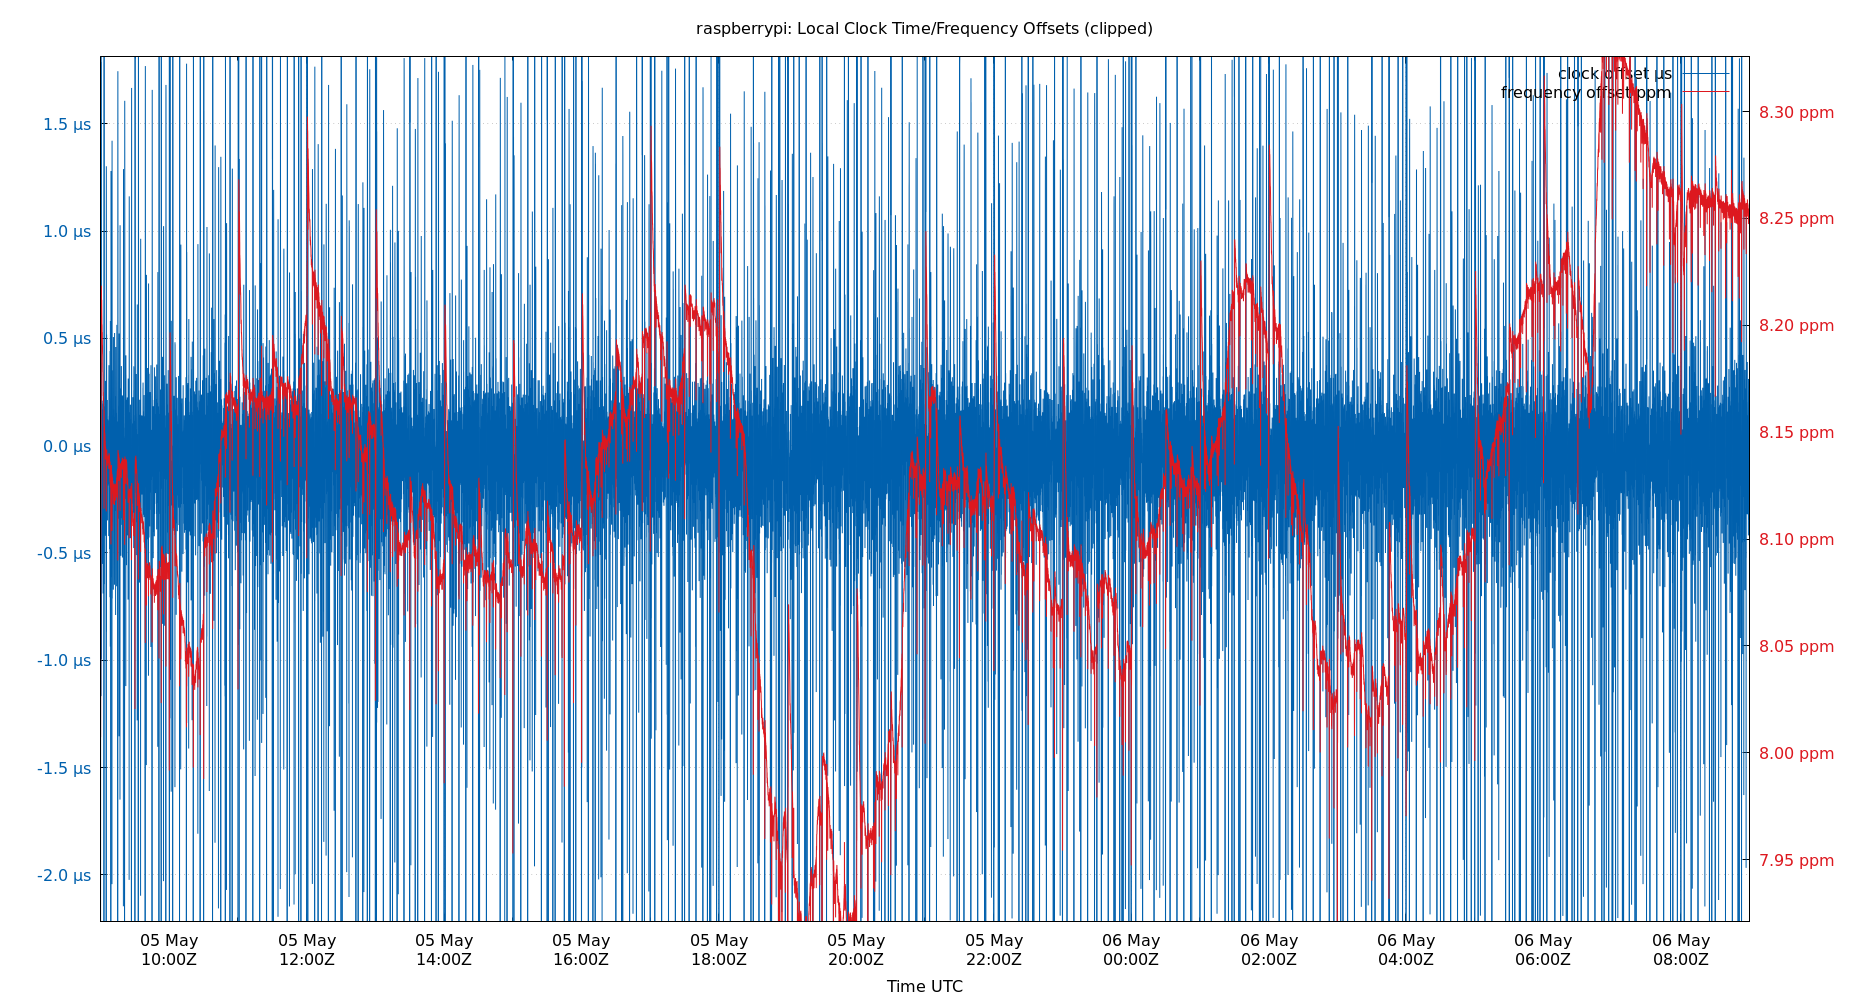 raspberrypi: Local Clock Time/Frequency Offsets (clipped)
clock offset µs
frequency offset ppm
1.5 µs
1.0 µs
0.5 µs
0.0 µs
-0.5 µs
-1.0 µs
-1.5 µs
-2.0 µs
8.30 ppm
8.25 ppm
8.20 ppm
8.15 ppm
8.10 ppm
8.05 ppm
8.00 ppm
7.95 ppm
05 May 05 May 05 May 05 May 05 May 05 May 05 May 06 May 06 May 06 May 06 May 06 May
10:00Z 12:00Z 14:00Z 16:00Z 18:00Z 20:00Z 22:00Z 00:00Z 02:00Z 04:00Z 06:00Z 08:00Z
Time UTC